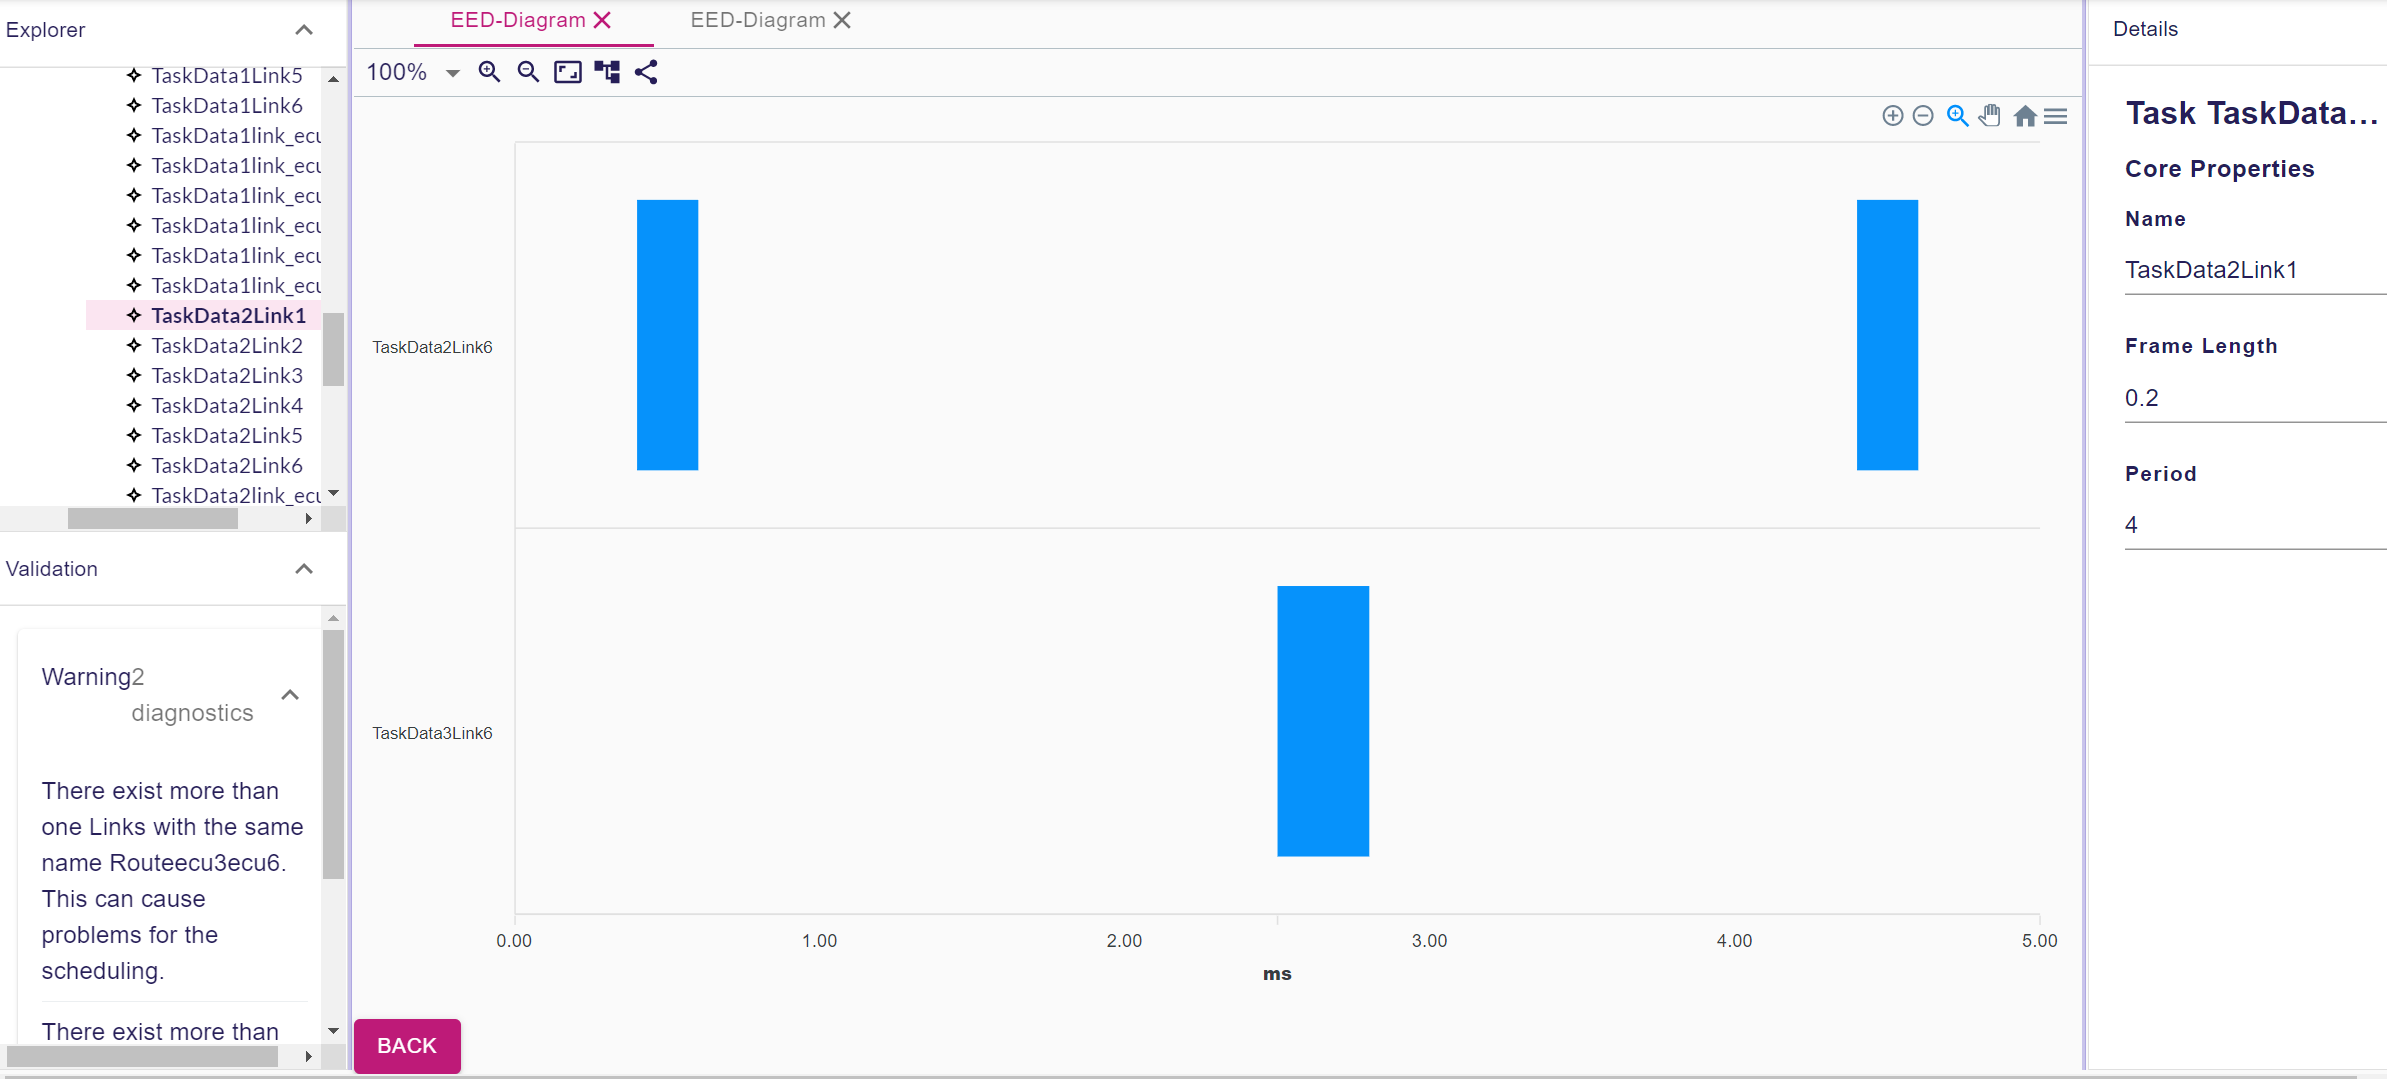 Explorer
TaskData1Link5
TaskData1Link6
TaskData1link_ecu
TaskData1link_ecu
TaskData1link_ecu
TaskData1link_ecu
TaskData1link_ecu
TaskData1link_ecu
TaskData2Link1
TaskData2Link2
TaskData2Link3
TaskData2Link4
TaskData2Link5
TaskData2Link6
TaskData2link_ecu
Validation
Warning2
diagnostics
There exist more than
one Links with the same
name Routeecu3ecu6.
This can cause
problems for the
scheduling.
There exist more than
EED-Diagram
EED-Diagram
100%
TaskData2Link6
TaskData3Link6
0.00 1.00 2.00 3.00 4.00 5.00
ms
BACK
Details
Task TaskData...
Core Properties
Name
TaskData2Link1
Frame Length
0.2
Period
4